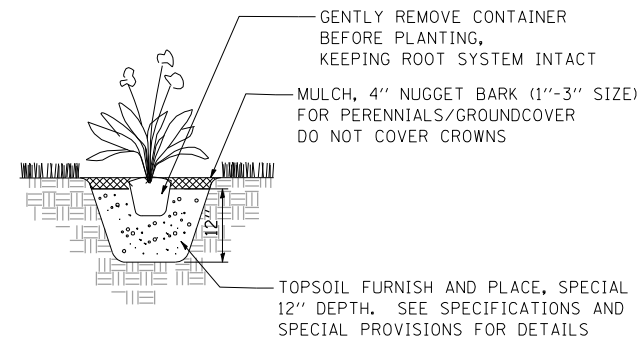 GENTLY REMOVE CONTAINER
BEFORE PLANTING,
KEEPING ROOT SYSTEM INTACT
MULCH, 4" NUGGET BARK (1"-3" SIZE)
FOR PERENNIALS/GROUNDCOVER
DO NOT COVER CROWNS
12"
TOPSOIL FURNISH AND PLACE, SPECIAL
12" DEPTH. SEE SPECIFICATIONS AND
SPECIAL PROVISIONS FOR DETAILS